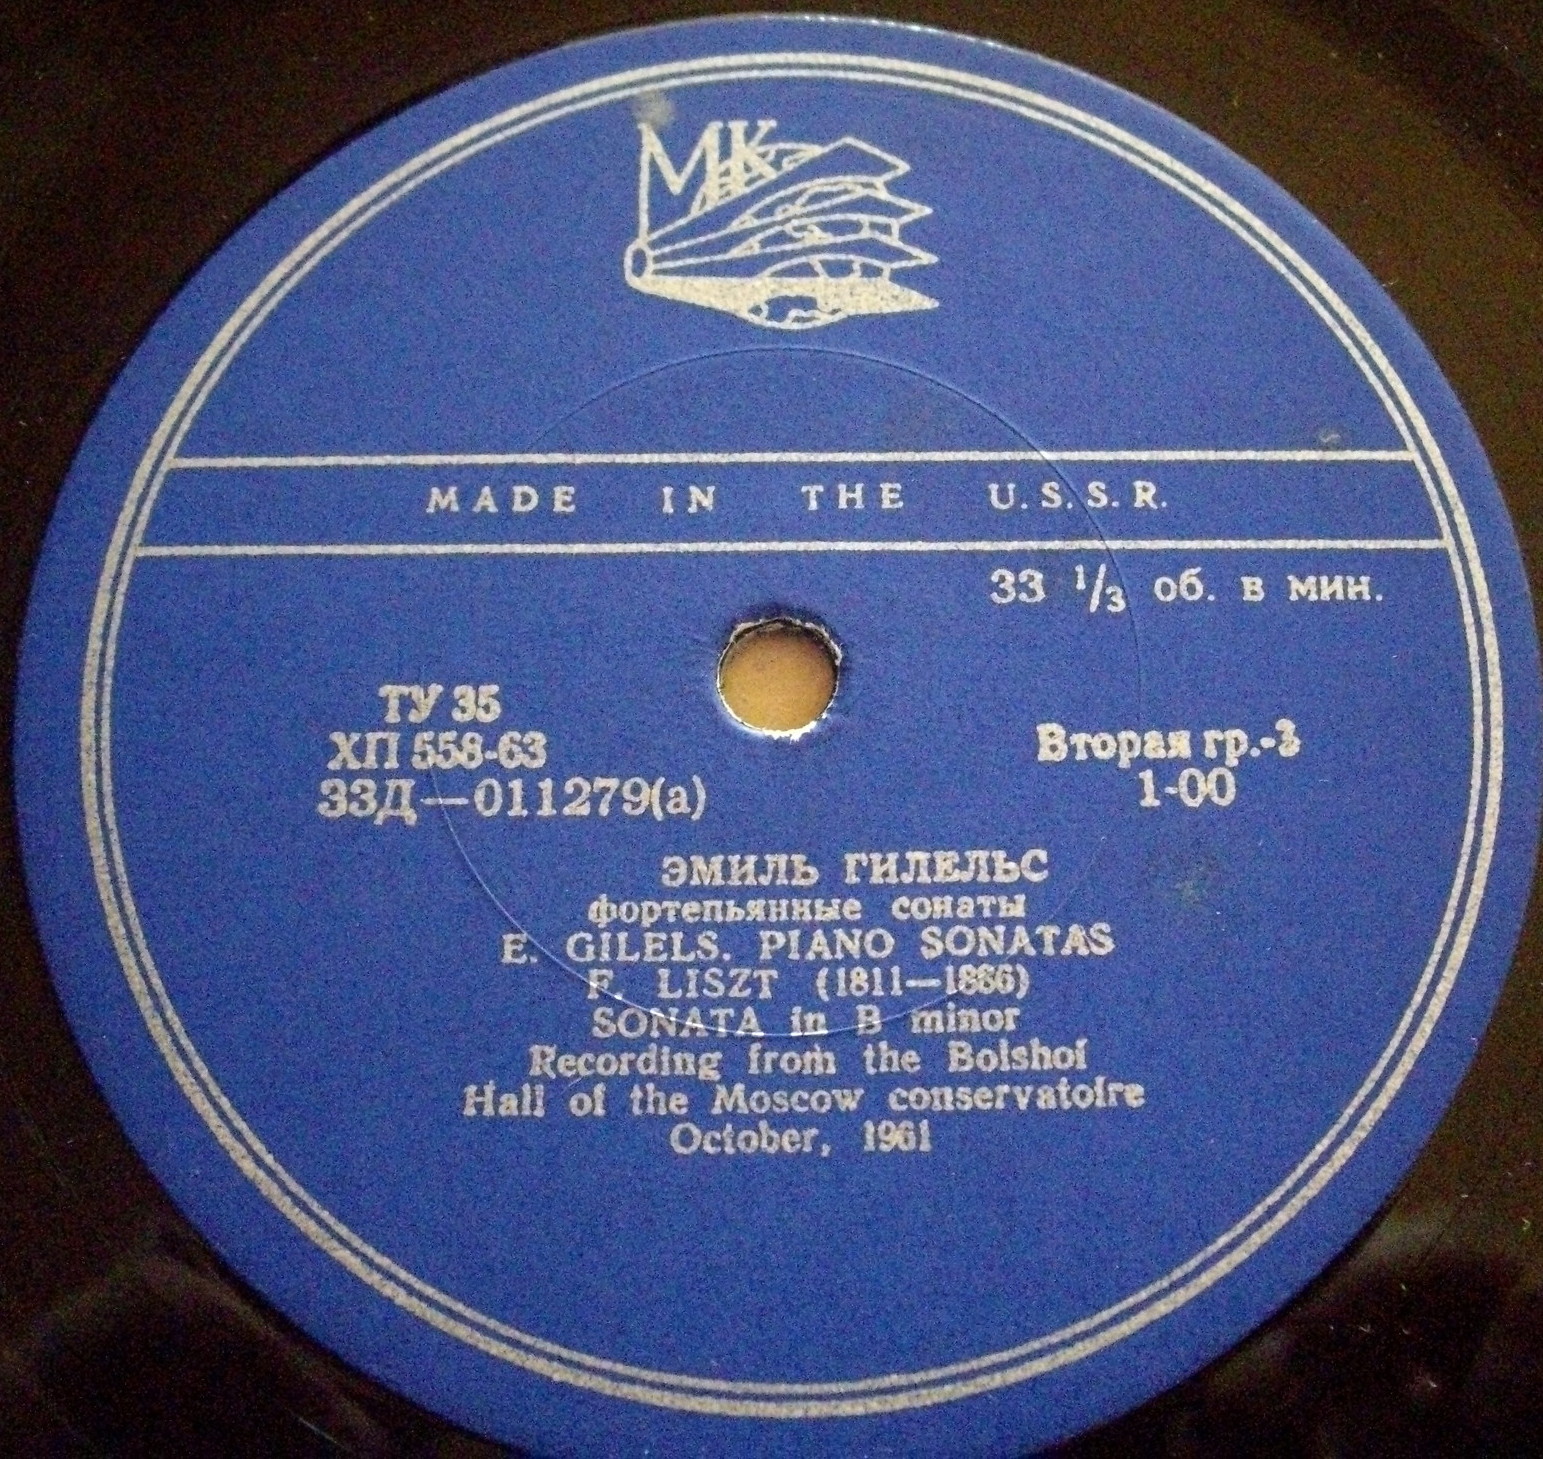 МК
MADE IN THE U.S.S.R.
33 1/3 об. в мин.
ТУ 35
ХП 558-63
33Д—011279(а)
Вторая гр.-3
1-00
ЭМИЛЬ ГИЛЕЛЬС
фортепьянные сонаты
E. GILELS. PIANO SONATAS
F. LISZT (1811—1886)
SONATA in B minor
Recording from the Bolshoi
Hall of the Moscow conservatoire
October, 1961